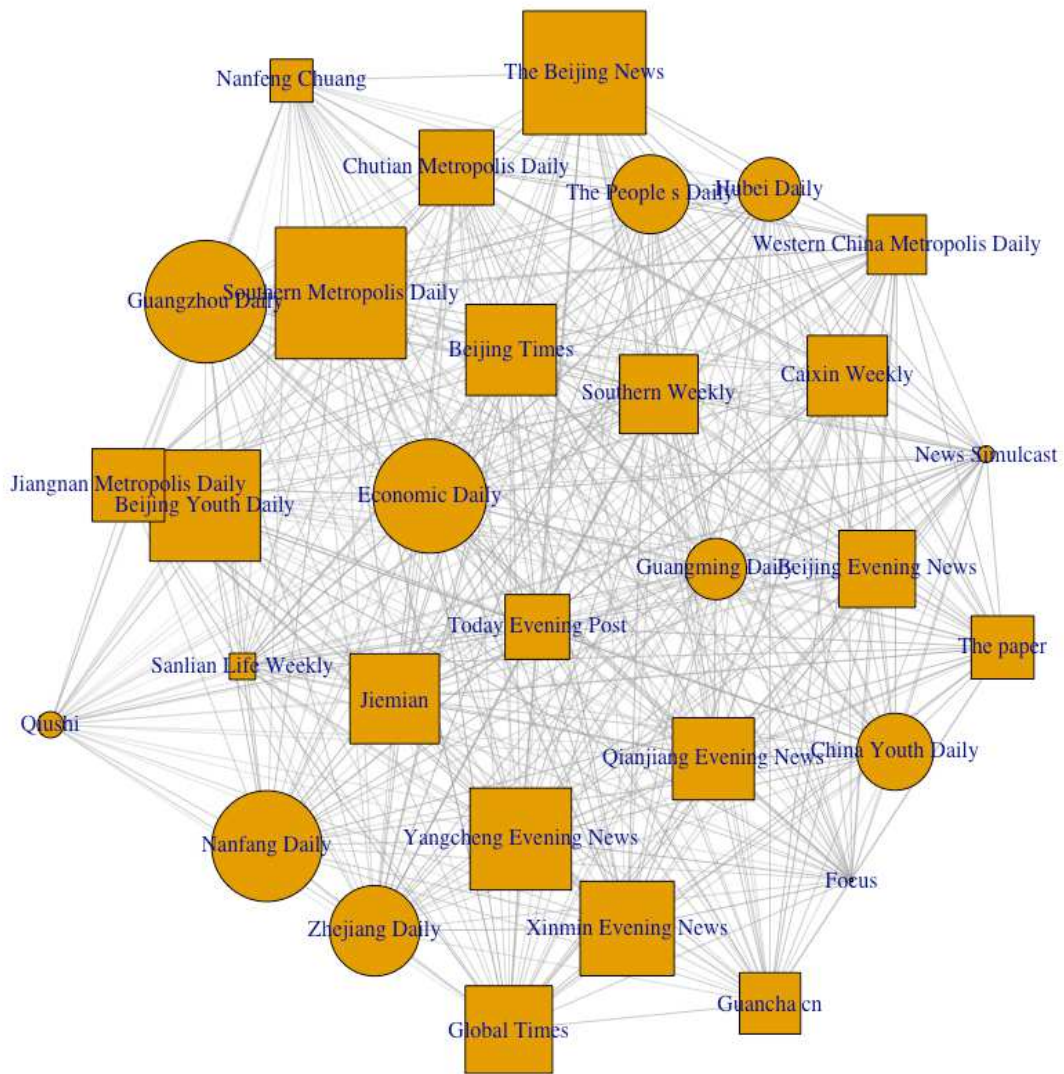 The Beijing News
Nanfeng Chuang
Chutian Metropolis Daily
The People s Daily
Hubei Daily
Western China Metropolis Daily
Southern Metropolis Daily
Guangzhou Daily
Beijing Times
Caixin Weekly
Southern Weekly
News Simulcast
Jiangnan Metropolis Daily
Economic Daily
Beijing Youth Daily
Guangming Daily
Beijing Evening News
Today Evening Post
The paper
Sanlian Life Weekly
Jiemian
Qiushi
China Youth Daily
Qianjiang Evening News
Yangcheng Evening News
Nanfang Daily
Focus
Xinmin Evening News
Zhejiang Daily
Guancha cn
Global Times